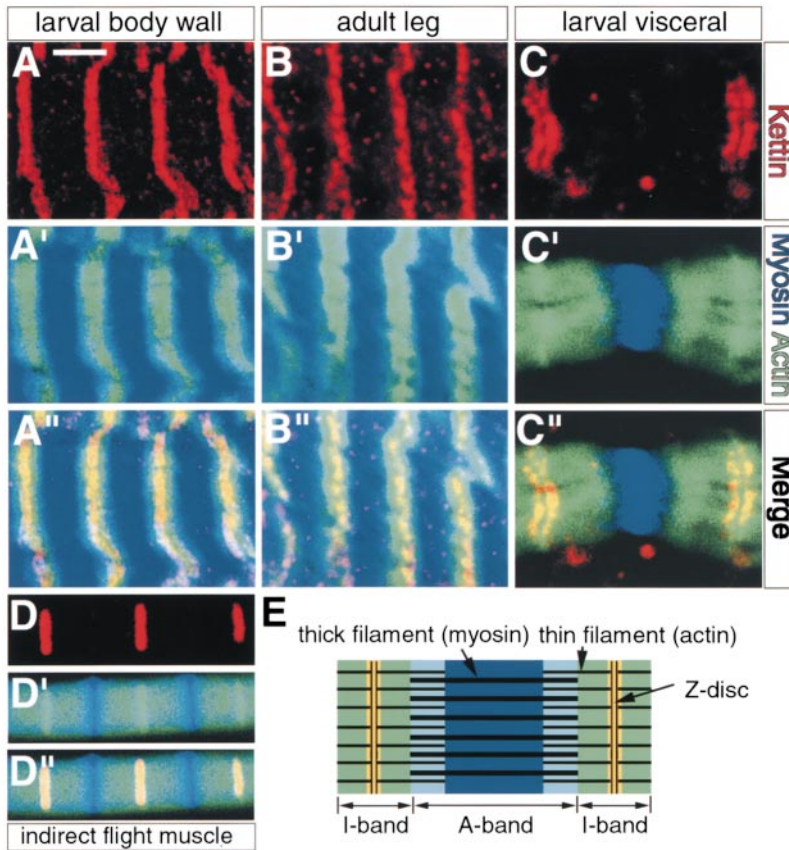 larval body wall
adult leg
larval visceral
A
B
C
Kettin
A'
B'
C'
Myosin Actin
A"
B"
C"
Merge
D
E
thick filament (myosin)
thin filament (actin)
Z-disc
D'
D"
I-band
A-band
I-band
indirect flight muscle